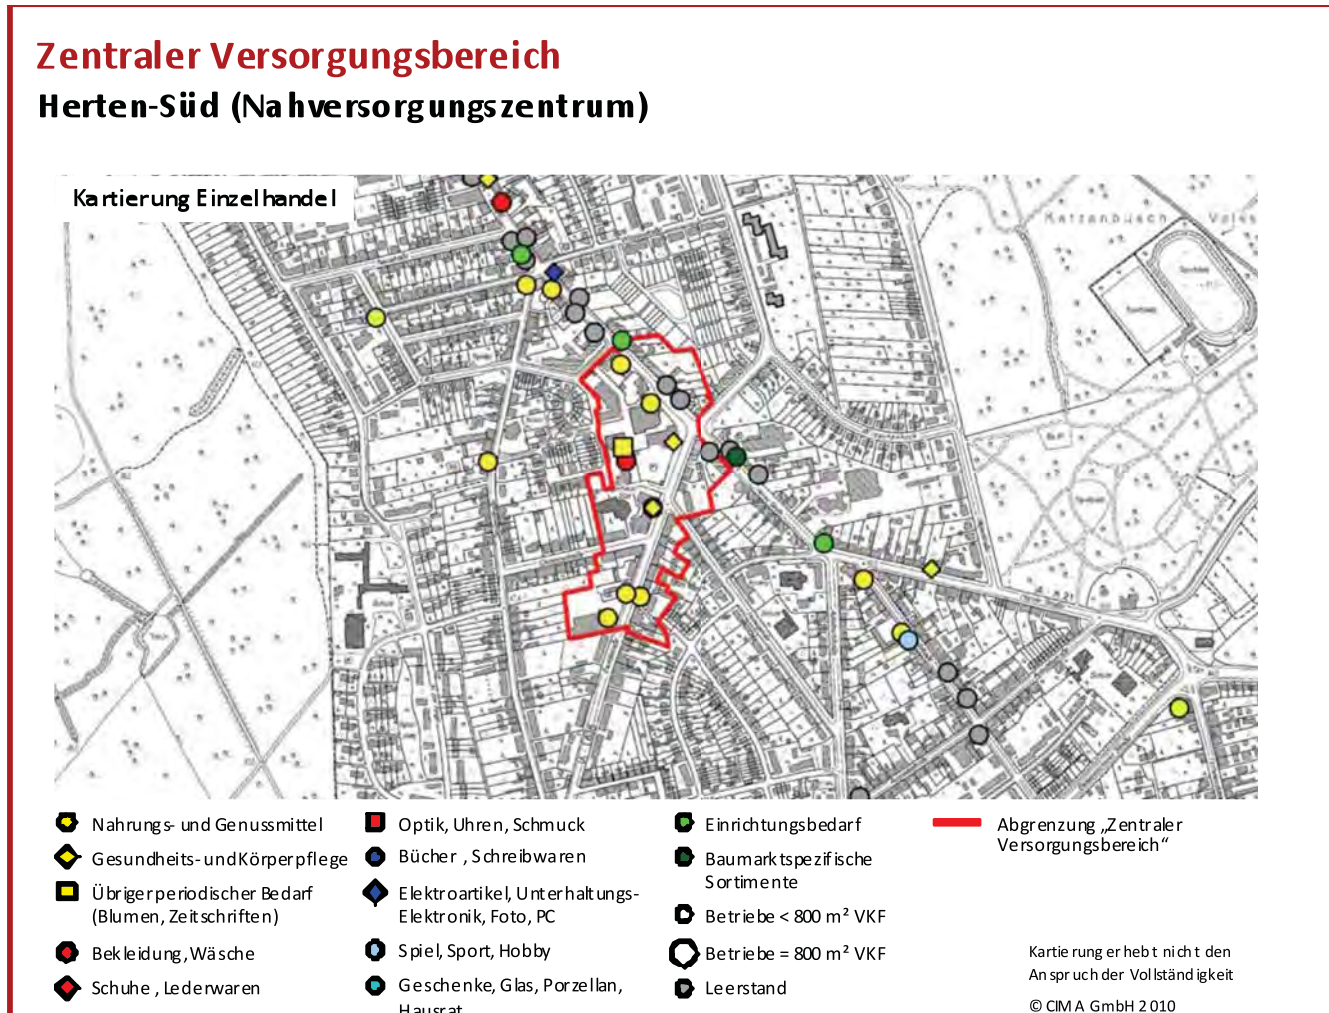 Zentraler Versorgungsbereich
Herten-Süd (Nahversorgungszentrum)
Kartierung Einzelhandel
Katzenbusch
Nahrungs- und Genussmittel
Gesundheits- und Körperpflege
Übriger periodischer Bedarf
(Blumen, Zeitschriften)
Bekleidung, Wäsche
Schuhe, Lederwaren
Optik, Uhren, Schmuck
Bücher, Schreibwaren
Elektroartikel, Unterhaltungs-
Elektronik, Foto, PC
Spiel, Sport, Hobby
Geschenke, Glas, Porzellan,
Hausrat
Einrichtungsbedarf
Baumarktspezifische
Sortimente
Betriebe < 800 m² VKF
Betriebe = 800 m² VKF
Leerstand
Abgrenzung „Zentraler
Versorgungsbereich“
Kartierung erhebt nicht den
Anspruch der Vollständigkeit
© CIMA GmbH 2010